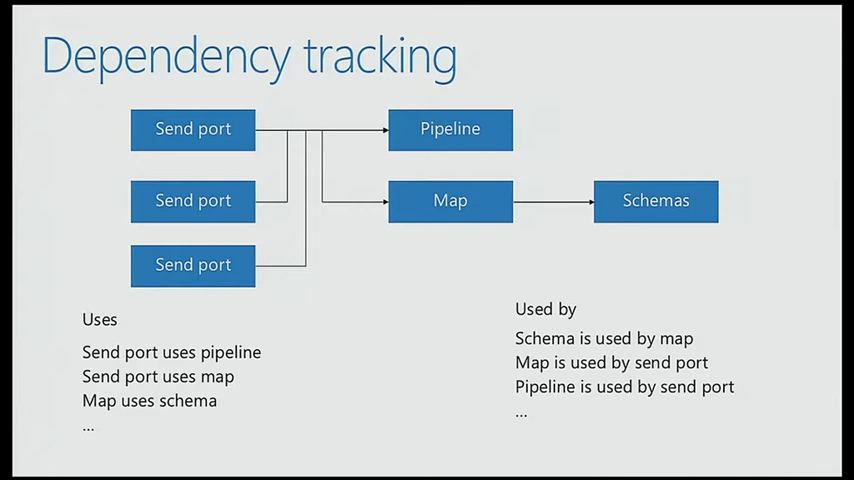 Dependency tracking
Send port
Pipeline
Send port
Map
Schemas
Send port
Uses
Send port uses pipeline
Send port uses map
Map uses schema
...
Used by
Schema is used by map
Map is used by send port
Pipeline is used by send port
...